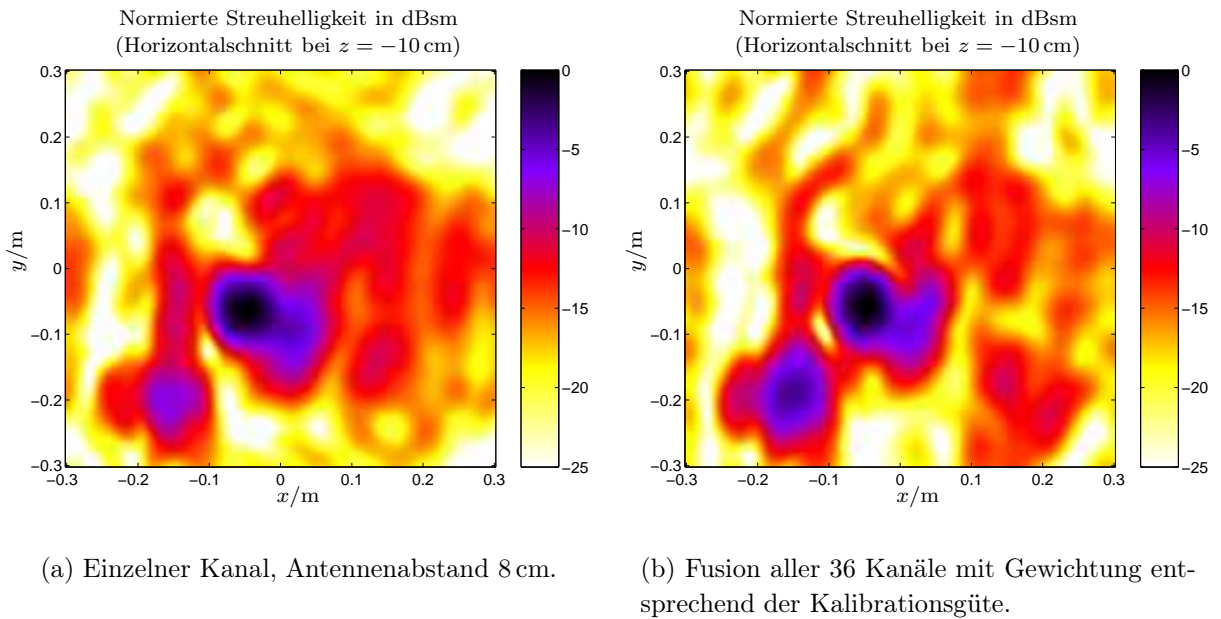 Normierte Streuhelligkeit in dBsm
(Horizontalschnitt bei z = −10 cm)
0.3
0.2
0.1
0
−0.1
−0.2
−0.3
y/m
−0.3 −0.2 −0.1 0 0.1 0.2 0.3
x/m
0
−5
−10
−15
−20
−25
(a) Einzelner Kanal, Antennenabstand 8 cm.
Normierte Streuhelligkeit in dBsm
(Horizontalschnitt bei z = −10 cm)
0.3
0.2
0.1
0
−0.1
−0.2
−0.3
y/m
−0.3 −0.2 −0.1 0 0.1 0.2 0.3
x/m
0
−5
−10
−15
−20
−25
(b) Fusion aller 36 Kanäle mit Gewichtung ent-
sprechend der Kalibrationsgüte.